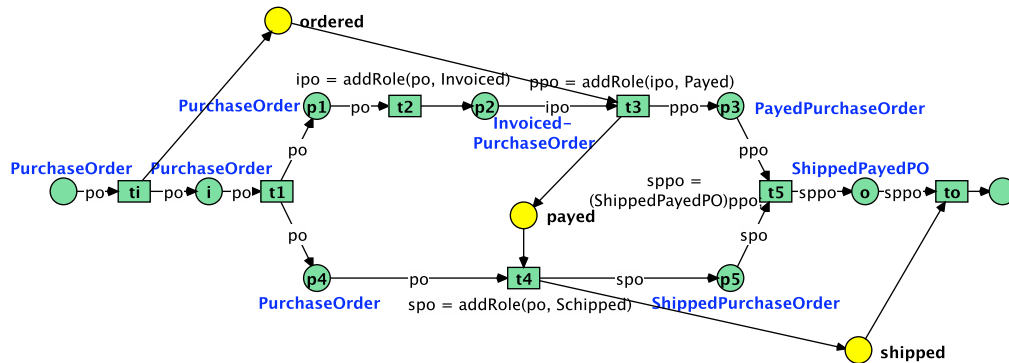 ordered
ipo = addRole(po, Invoiced)
ppo = addRole(ipo, Payed)
PurchaseOrder
p1
po
t2
p2
ipo
t3
ppo
p3
PayedPurchaseOrder
Invoiced-
PurchaseOrder
po
ppo
PurchaseOrder
PurchaseOrder
ShippedPayedPO
sppo =
(ShippedPayedPO)ppo
po
ti
po
i
po
t1
t5
sppo
o
sppo
to
payed
po
spo
p4
po
t4
spo
p5
PurchaseOrder
spo = addRole(po, Schipped)
ShippedPurchaseOrder
shipped